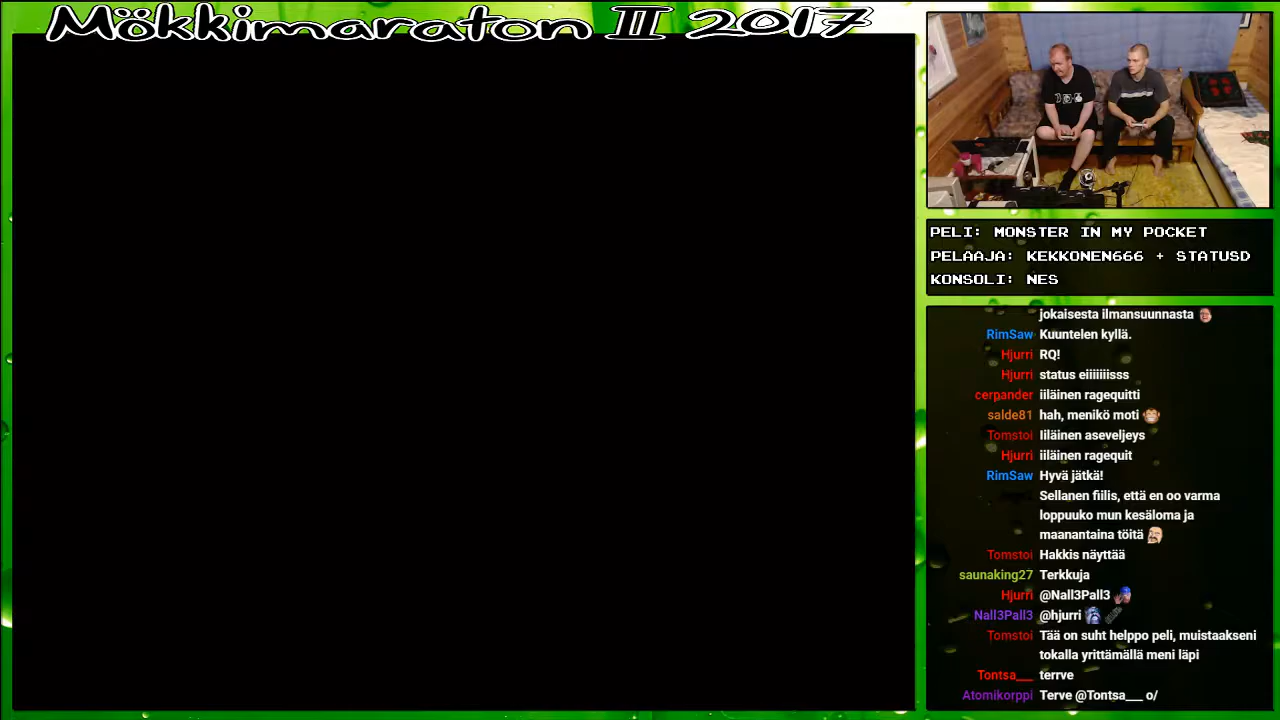 Mökkimaraton II 2017
PELI: MONSTER IN MY POCKET
PELAAJA: KEKKONEN666 + STATUSD
KONSOLI: NES
jokaisesta ilmansuunnasta
RimSaw Kuuntelen kyllä.
Hjurri RQ!
Hjurri status eiiiiiiisss
cerpander iiläinen ragequitti
salde81 hah, menikö moti
Tomstoi Iiläinen aseveljeys
Hjurri iiläinen ragequit
RimSaw Hyvä jätkä!
Sellanen fiilis, että en oo varma
loppuuko mun kesäloma ja
maanantaina töitä
Tomstoi Hakkis näyttää
saunaking27 Terkkuja
Hjurri @Nall3Pall3
Nall3Pall3 @hjurri
Tomstoi Tää on suht helppo peli, muistaakseni
tokalla yrittämällä meni läpi
Tontsa___ terrve
Atomikorppi Terve @Tontsa___ o/